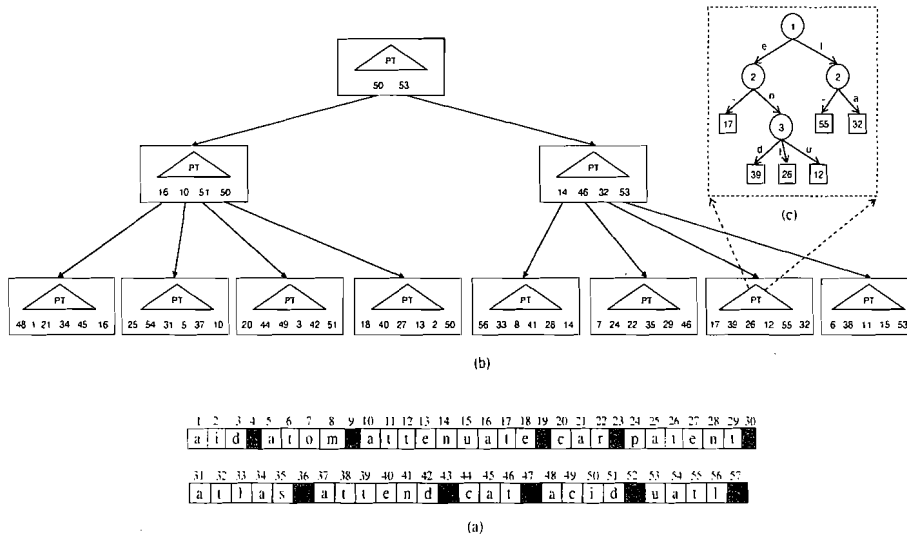 1
e l
2 2
- n - a
17 3 55 32
d t u
39 26 12
(c)
PT
50 53
PT
16 10 51 50
PT
14 46 32 53
PT
48 1 21 34 45 16
PT
25 54 31 5 37 10
PT
20 44 49 3 42 51
PT
18 40 27 13 2 50
PT
56 33 8 41 28 14
PT
7 24 22 35 29 46
PT
17 39 26 12 55 32
PT
6 38 11 15 53
(b)
1 2 3 4 5 6 7 8 9 10 11 12 13 14 15 16 17 18 19 20 21 22 23 24 25 26 27 28 29 30
a i d a t o m a t t e n u a t e c a r p a t e n t
31 32 33 34 35 36 37 38 39 40 41 42 43 44 45 46 47 48 49 50 51 52 53 54 55 56 57
a t l a s a t t e n d c a t a c i d u a t l
(a)